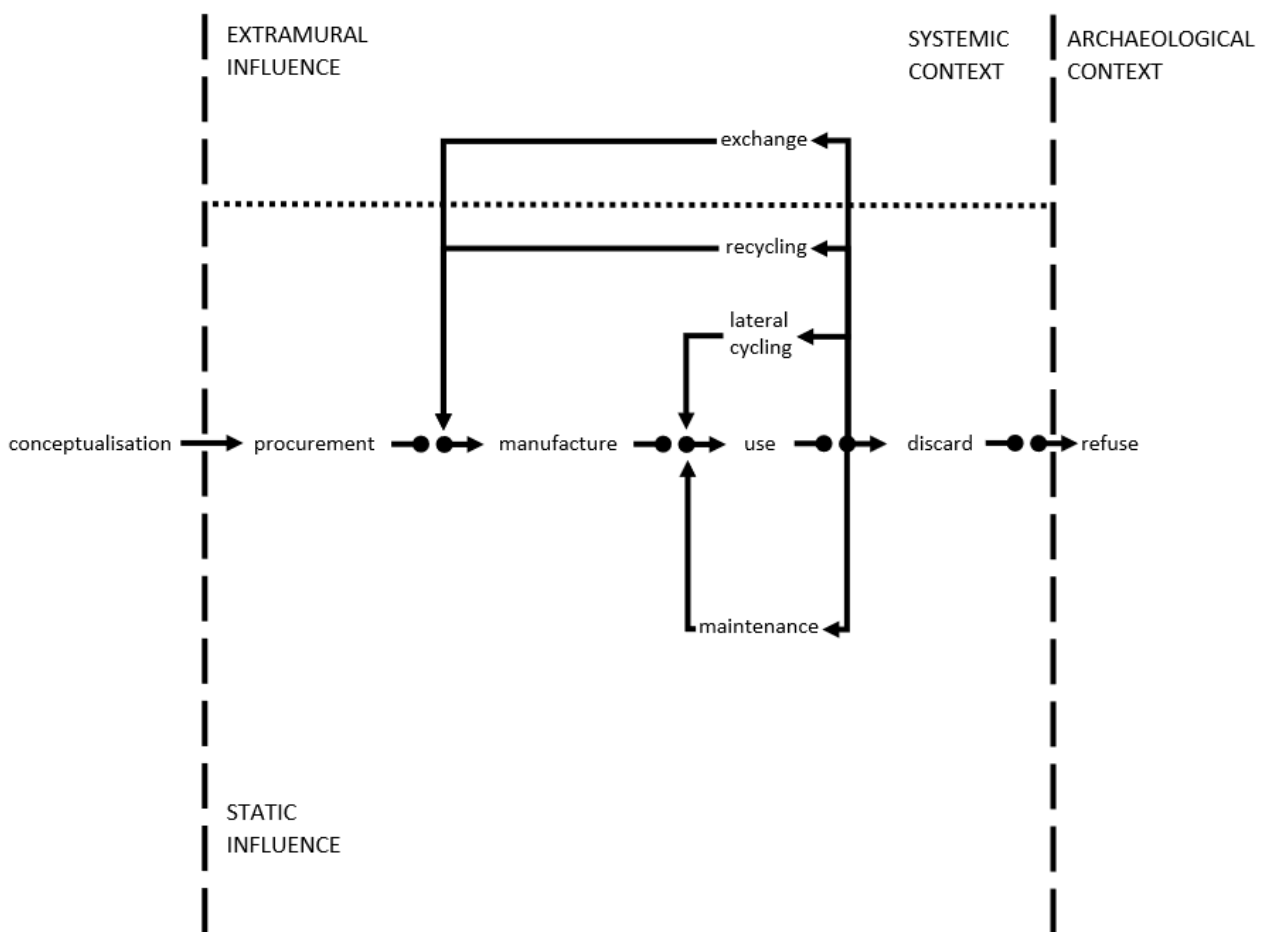 EXTRAMURAL
INFLUENCE
SYSTEMIC
CONTEXT
ARCHAEOLOGICAL
CONTEXT
exchange
recycling
lateral
cycling
conceptualisation
procurement
manufacture
use
discard
refuse
maintenance
STATIC
INFLUENCE